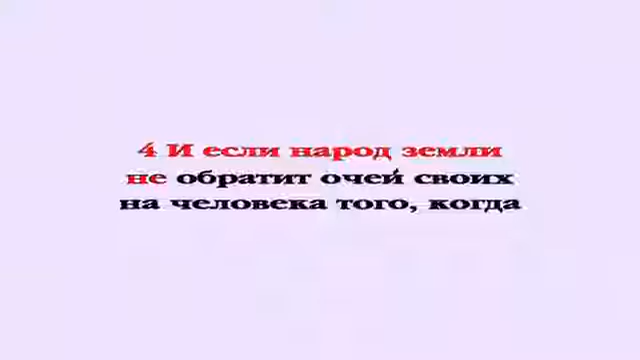 4 И если народ земли
не обратит очей своих
на человека того, когда